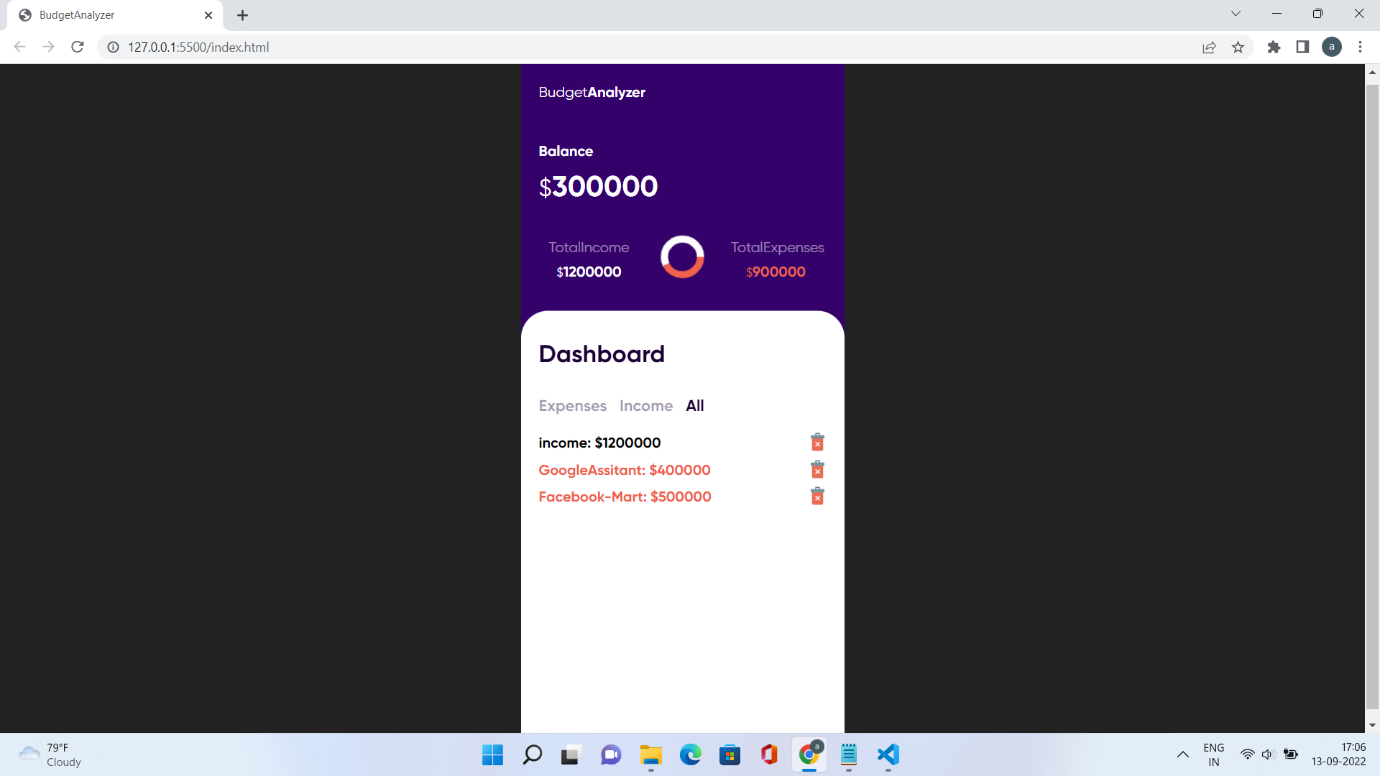 BudgetAnalyzer
127.0.0.1:5500/index.html
a
BudgetAnalyzer
Balance
$300000
TotalIncome
$1200000
TotalExpenses
$900000
Dashboard
Expenses Income All
income: $1200000
GoogleAssitant: $400000
Facebook-Mart: $500000
79°F
Cloudy
a
ENG
IN
17:06
13-09-2022